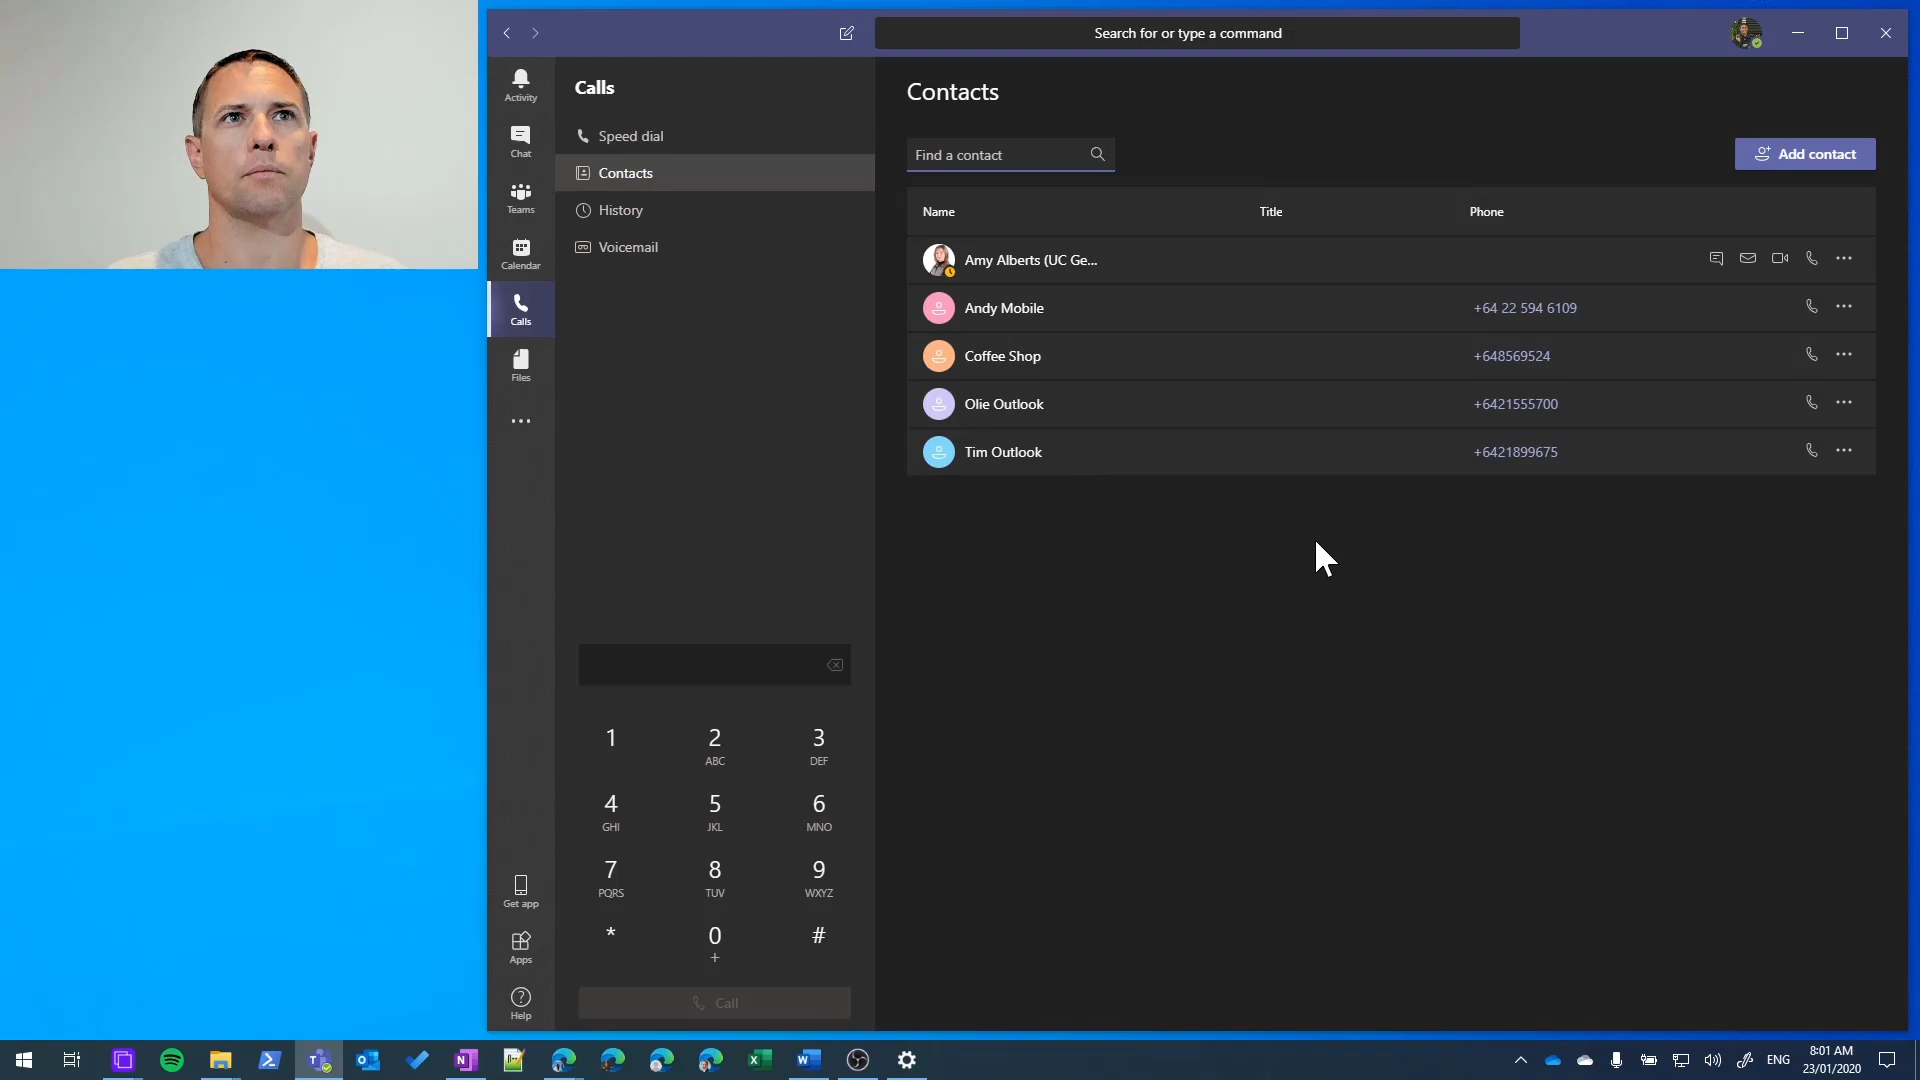 Search for or type a command
Activity
Chat
Teams
Calendar
Calls
Files
Get app
Apps
Help
Calls
Speed dial
Contacts
History
Voicemail
1
2
ABC
3
DEF
4
GHI
5
JKL
6
MNO
7
PQRS
8
TUV
9
WXYZ
*
0
+
#
Call
Contacts
Find a contact
Add contact
Name Title Phone
Amy Alberts (UC Ge...
Andy Mobile +64 22 594 6109
Coffee Shop +648569524
Olie Outlook +6421555700
Tim Outlook +6421899675
ENG
8:01 AM
23/01/2020